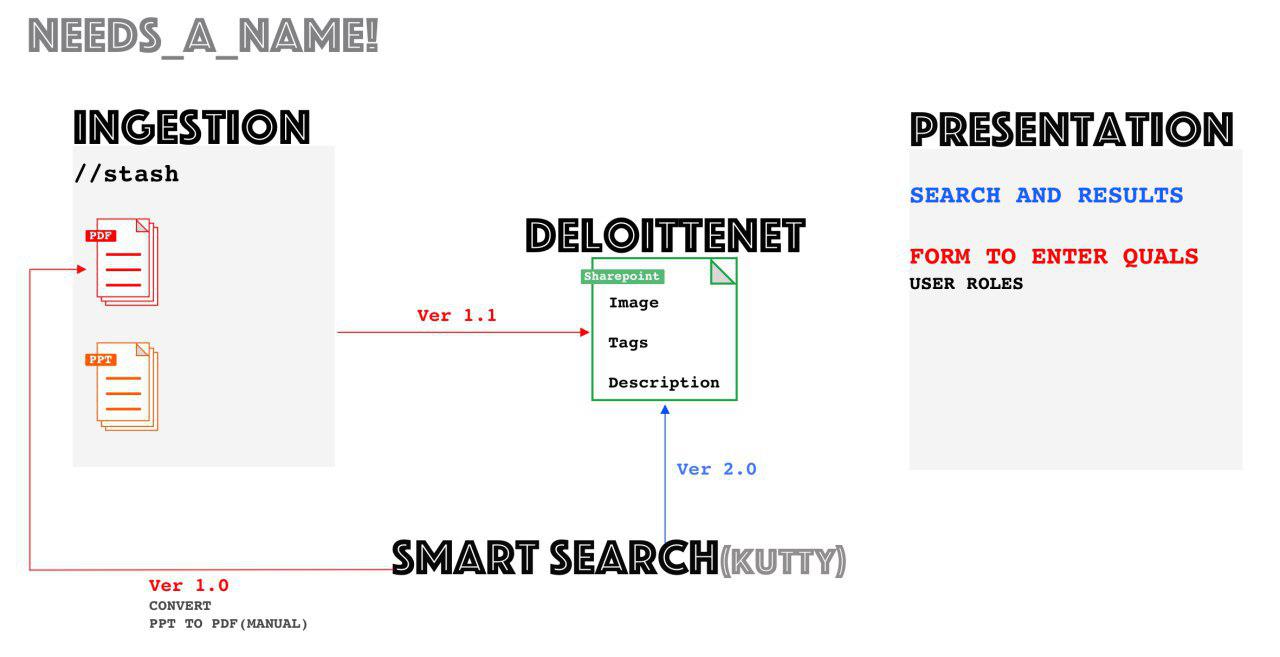 NEEDS_A_NAME!
INGESTION
//stash
PDF
PPT
Ver 1.1
DELOITTENET
Sharepoint
Image
Tags
Description
Ver 2.0
SMART SEARCH(KUTTY)
Ver 1.0
CONVERT
PPT TO PDF(MANUAL)
PRESENTATION
SEARCH AND RESULTS
FORM TO ENTER QUALS
USER ROLES